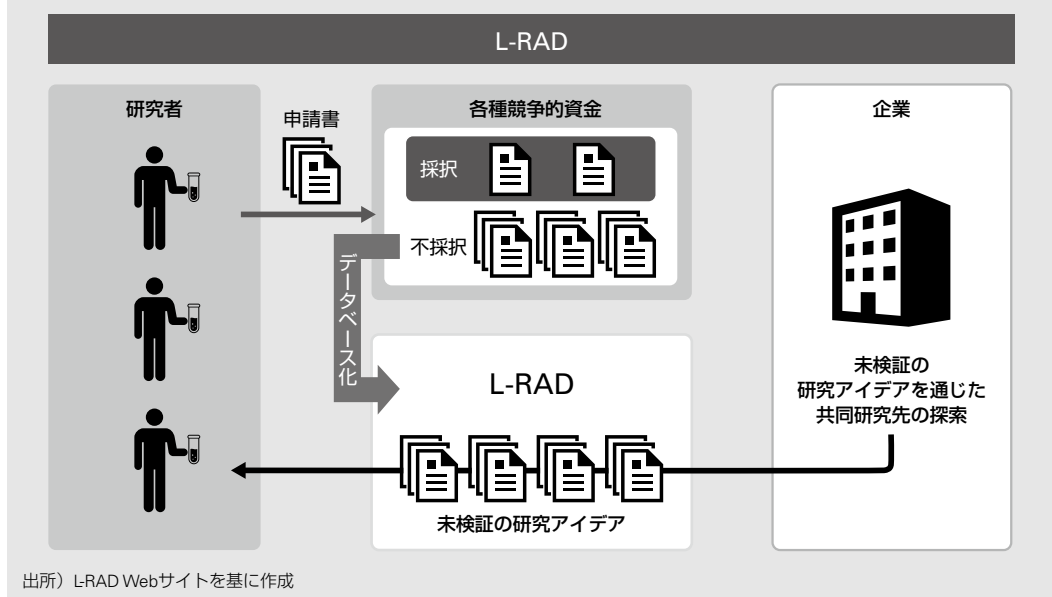 L-RAD
研究者
申請書
各種競争的資金
採択
不採択
データベース化
企業
未検証の
研究アイデアを通じた
共同研究先の探索
L-RAD
未検証の研究アイデア
出所）L-RAD Webサイトを基に作成